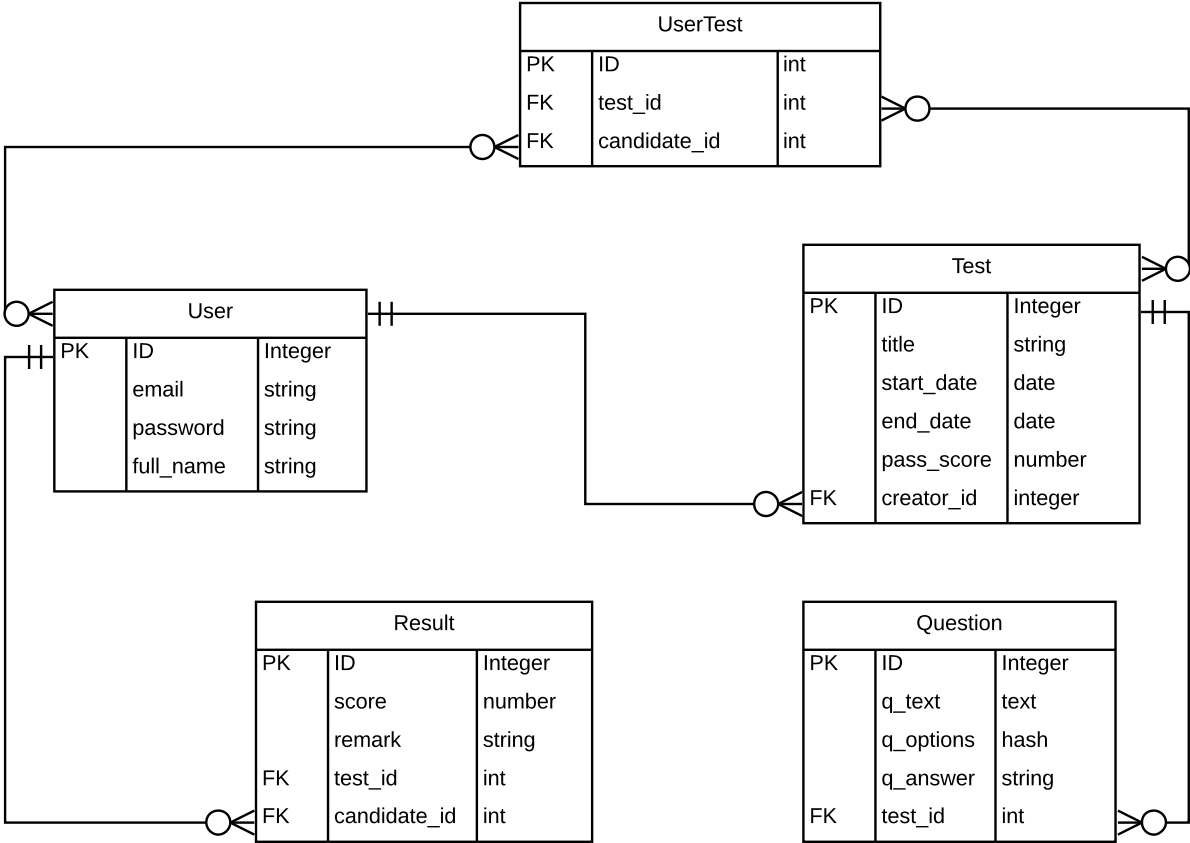 UserTest
PK ID int
FK test_id int
FK candidate_id int
User
PK ID Integer
email string
password string
full_name string
Test
PK ID Integer
title string
start_date date
end_date date
pass_score number
FK creator_id integer
Result
PK ID Integer
score number
remark string
FK test_id int
FK candidate_id int
Question
PK ID Integer
q_text text
q_options hash
q_answer string
FK test_id int